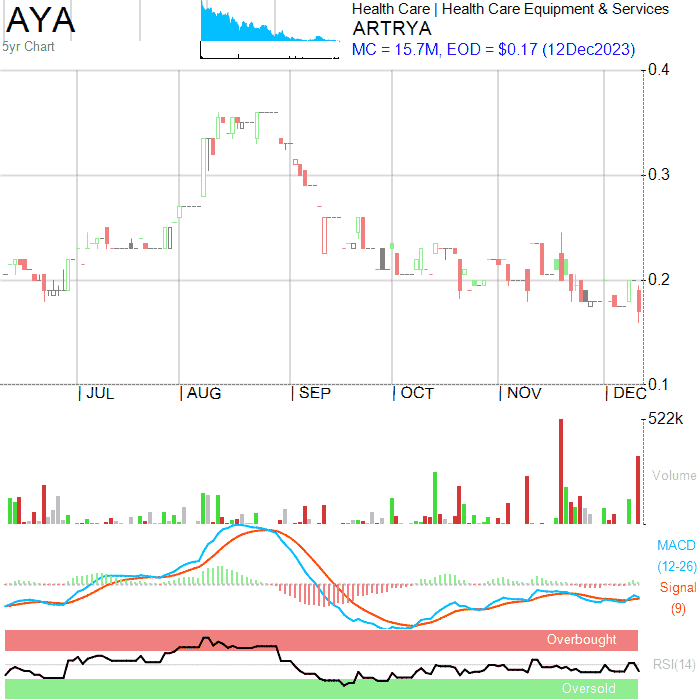 AYA
5yr Chart
Health Care | Health Care Equipment & Services
ARTRYA
MC = 15.7M, EOD = $0.17 (12Dec2023)
0.4
0.3
0.2
0.1
JUL AUG SEP OCT NOV DEC
522k
Volume
MACD
(12-26)
Signal
(9)
Overbought
RSI(14)
Oversold